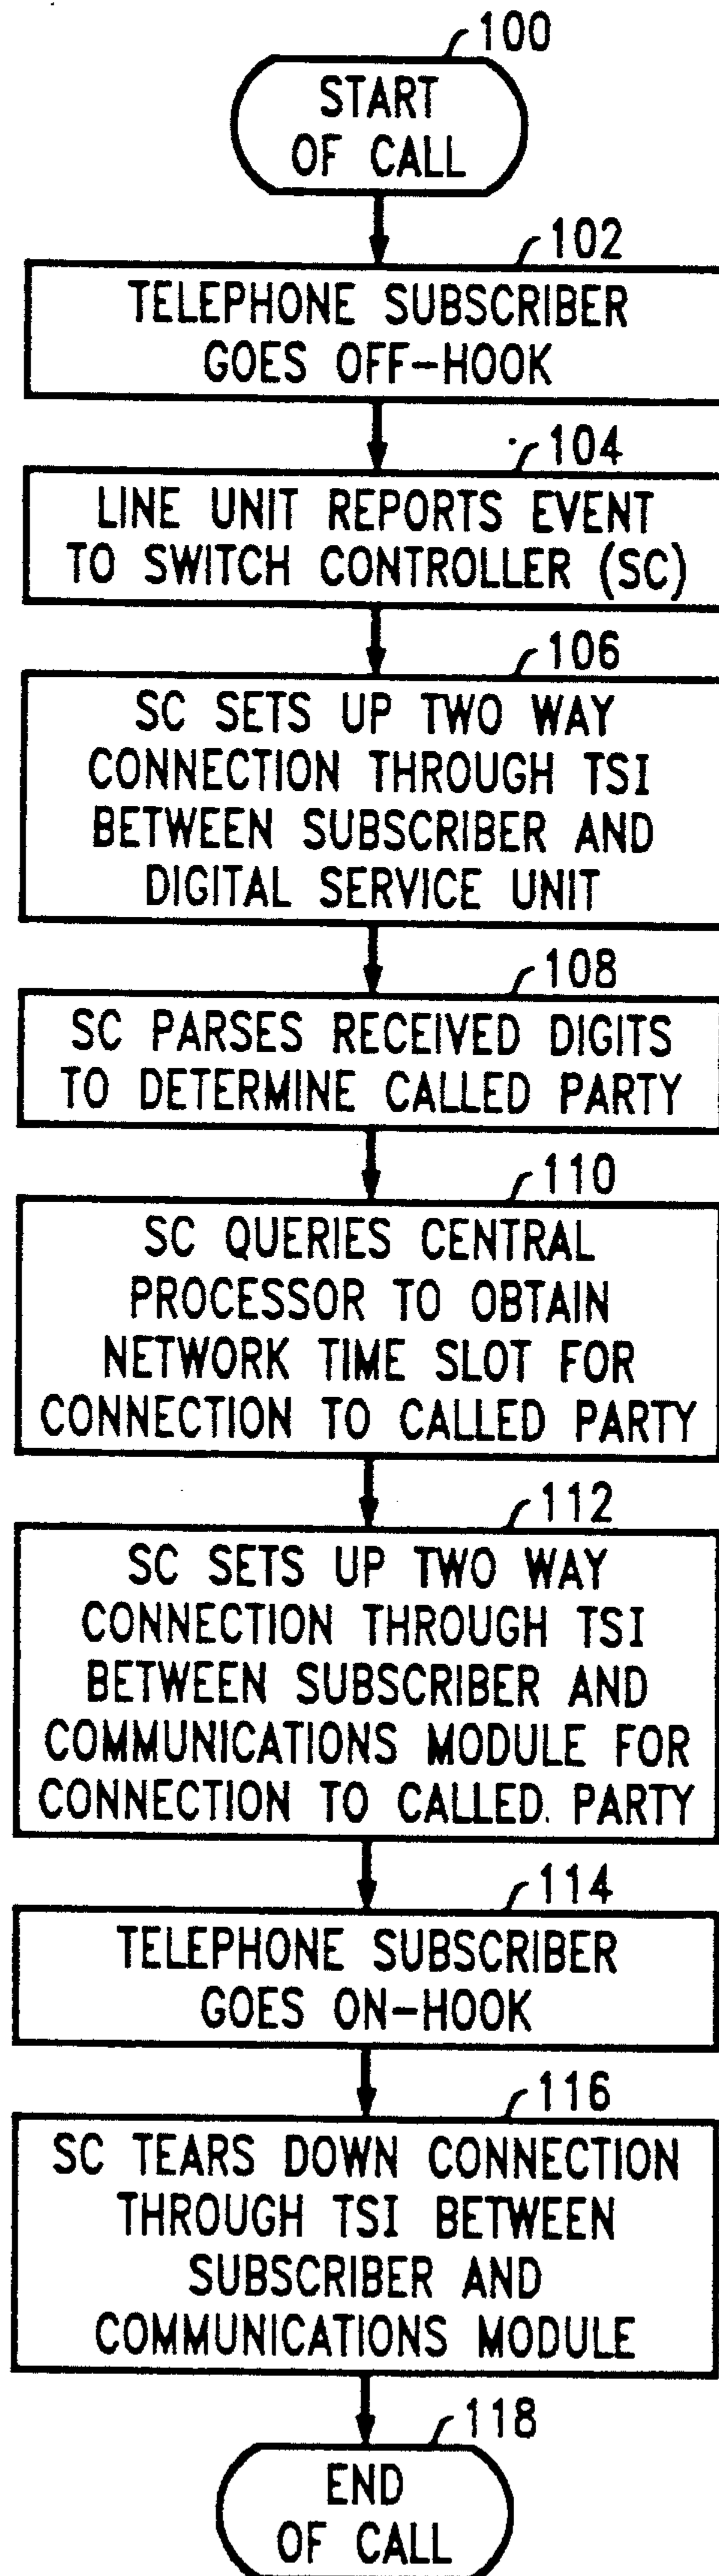 100
START
OF CALL
102
TELEPHONE SUBSCRIBER
GOES OFF-HOOK
104
LINE UNIT REPORTS EVENT
TO SWITCH CONTROLLER (SC)
106
SC SETS UP TWO WAY
CONNECTION THROUGH TSI
BETWEEN SUBSCRIBER AND
DIGITAL SERVICE UNIT
108
SC PARSES RECEIVED DIGITS
TO DETERMINE CALLED PARTY
110
SC QUERIES CENTRAL
PROCESSOR TO OBTAIN
NETWORK TIME SLOT FOR
CONNECTION TO CALLED PARTY
112
SC SETS UP TWO WAY
CONNECTION THROUGH TSI
BETWEEN SUBSCRIBER AND
COMMUNICATIONS MODULE FOR
CONNECTION TO CALLED PARTY
114
TELEPHONE SUBSCRIBER
GOES ON-HOOK
116
SC TEARS DOWN CONNECTION
THROUGH TSI BETWEEN
SUBSCRIBER AND
COMMUNICATIONS MODULE
118
END
OF CALL